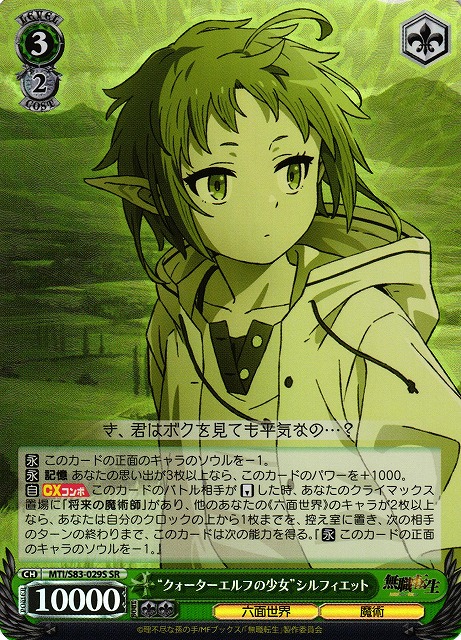 LEVEL
3
2
COST
き、君はボクを見ても平気なの…?
永 このカードの正面のキャラのソウルを－1。
永 記憶 あなたの思い出が3枚以上なら、このカードのパワーを＋1000。
自 CXコンボ このカードのバトル相手が した時、あなたのクライマックス
置場に「将来の魔術師」があり、他のあなたの《六面世界》のキャラが2枚以上
なら、あなたは自分のクロックの上から1枚までを、控え室に置き、次の相手
のターンの終わりまで、このカードは次の能力を得る。『永 このカードの正面
のキャラのソウルを－1。』
CH MTI/S83-029S SR
“クォーターエルフの少女”シルフィエット
無職転生
POWER
10000
SOUL
六面世界
魔術
©理不尽な孫の手/MFブックス/「無職転生」製作委員会